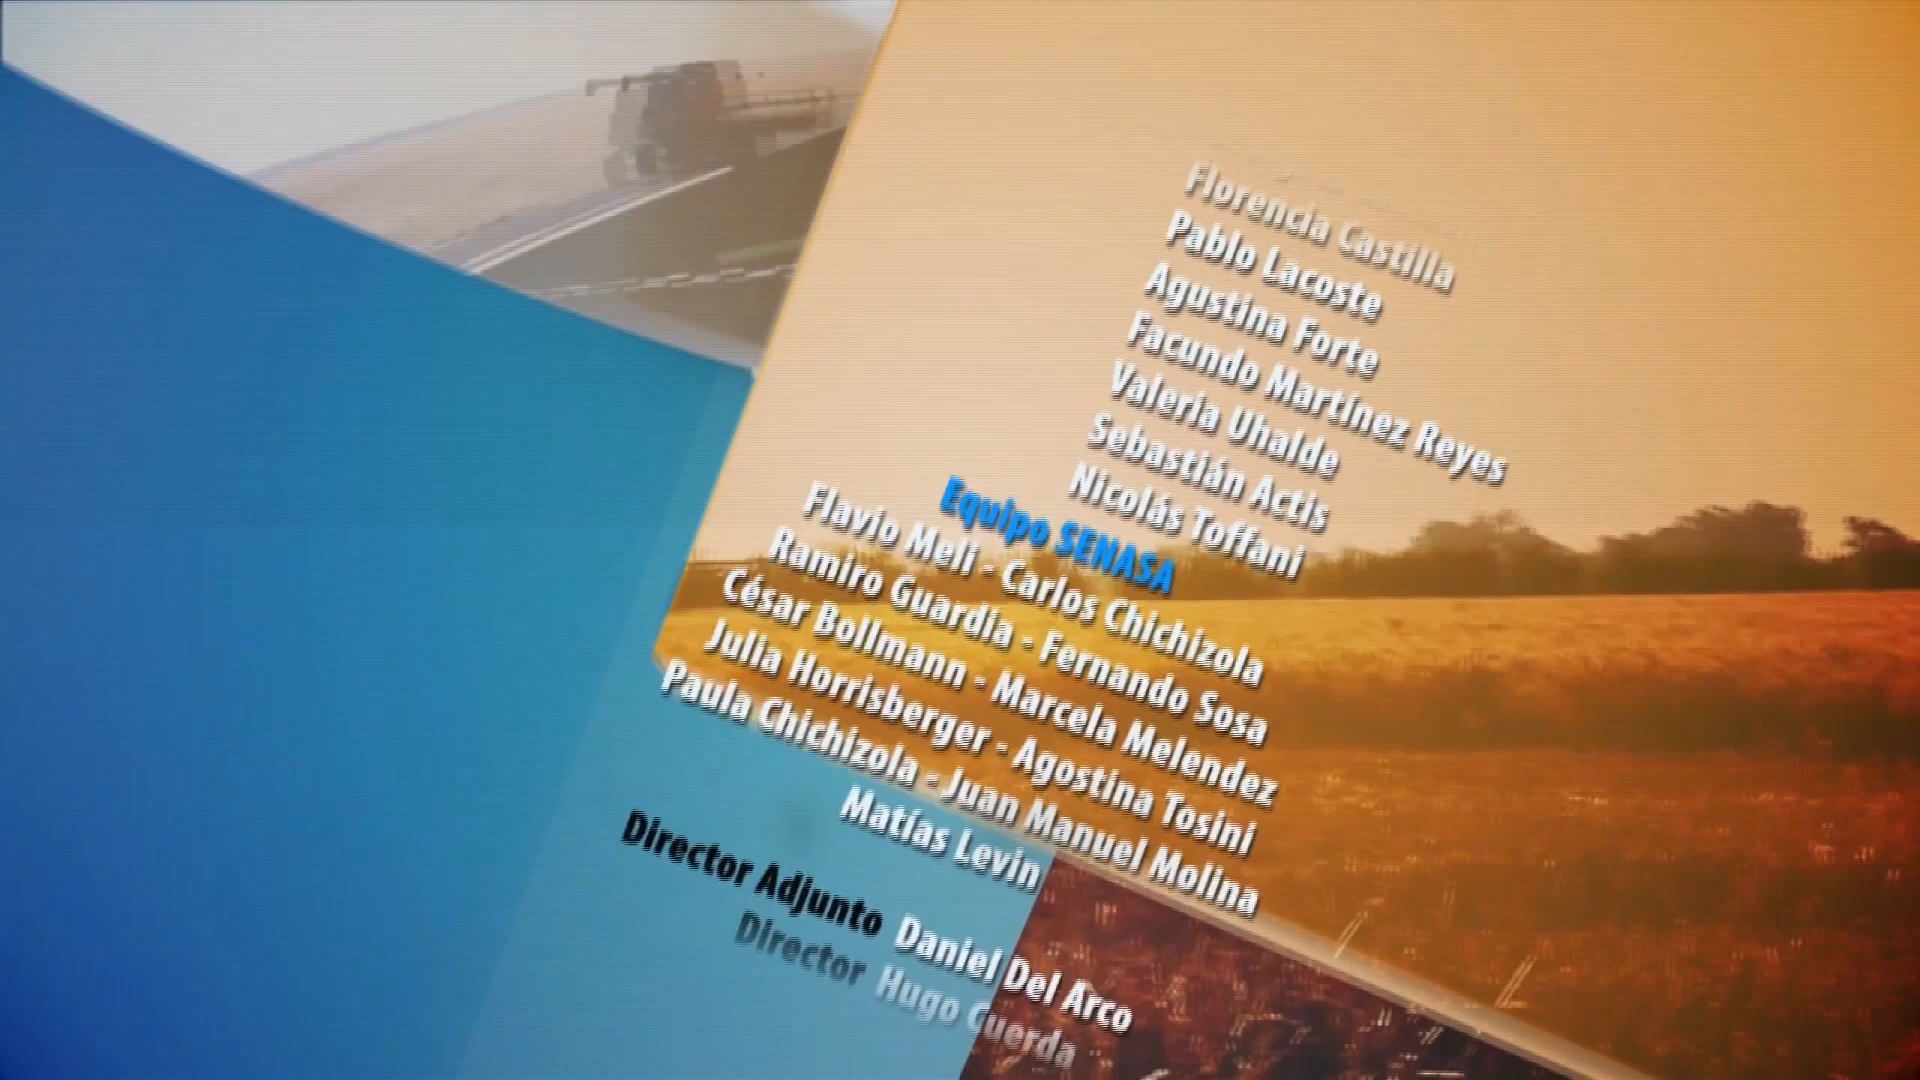 Florencia Castilla
Pablo Lacoste
Agustina Forte
Facundo Martínez Reyes
Valeria Uhalde
Sebastián Actis
Nicolás Toffani
Equipo SENASA
Flavio Meli - Carlos Chichizola
Ramiro Guardia - Fernando Sosa
César Bollmann - Marcela Melendez
Julia Horrisberger - Agostina Tosini
Paula Chichizola - Juan Manuel Molina
Matías Levin
Director Adjunto Daniel Del Arco
Director Hugo Cuerda